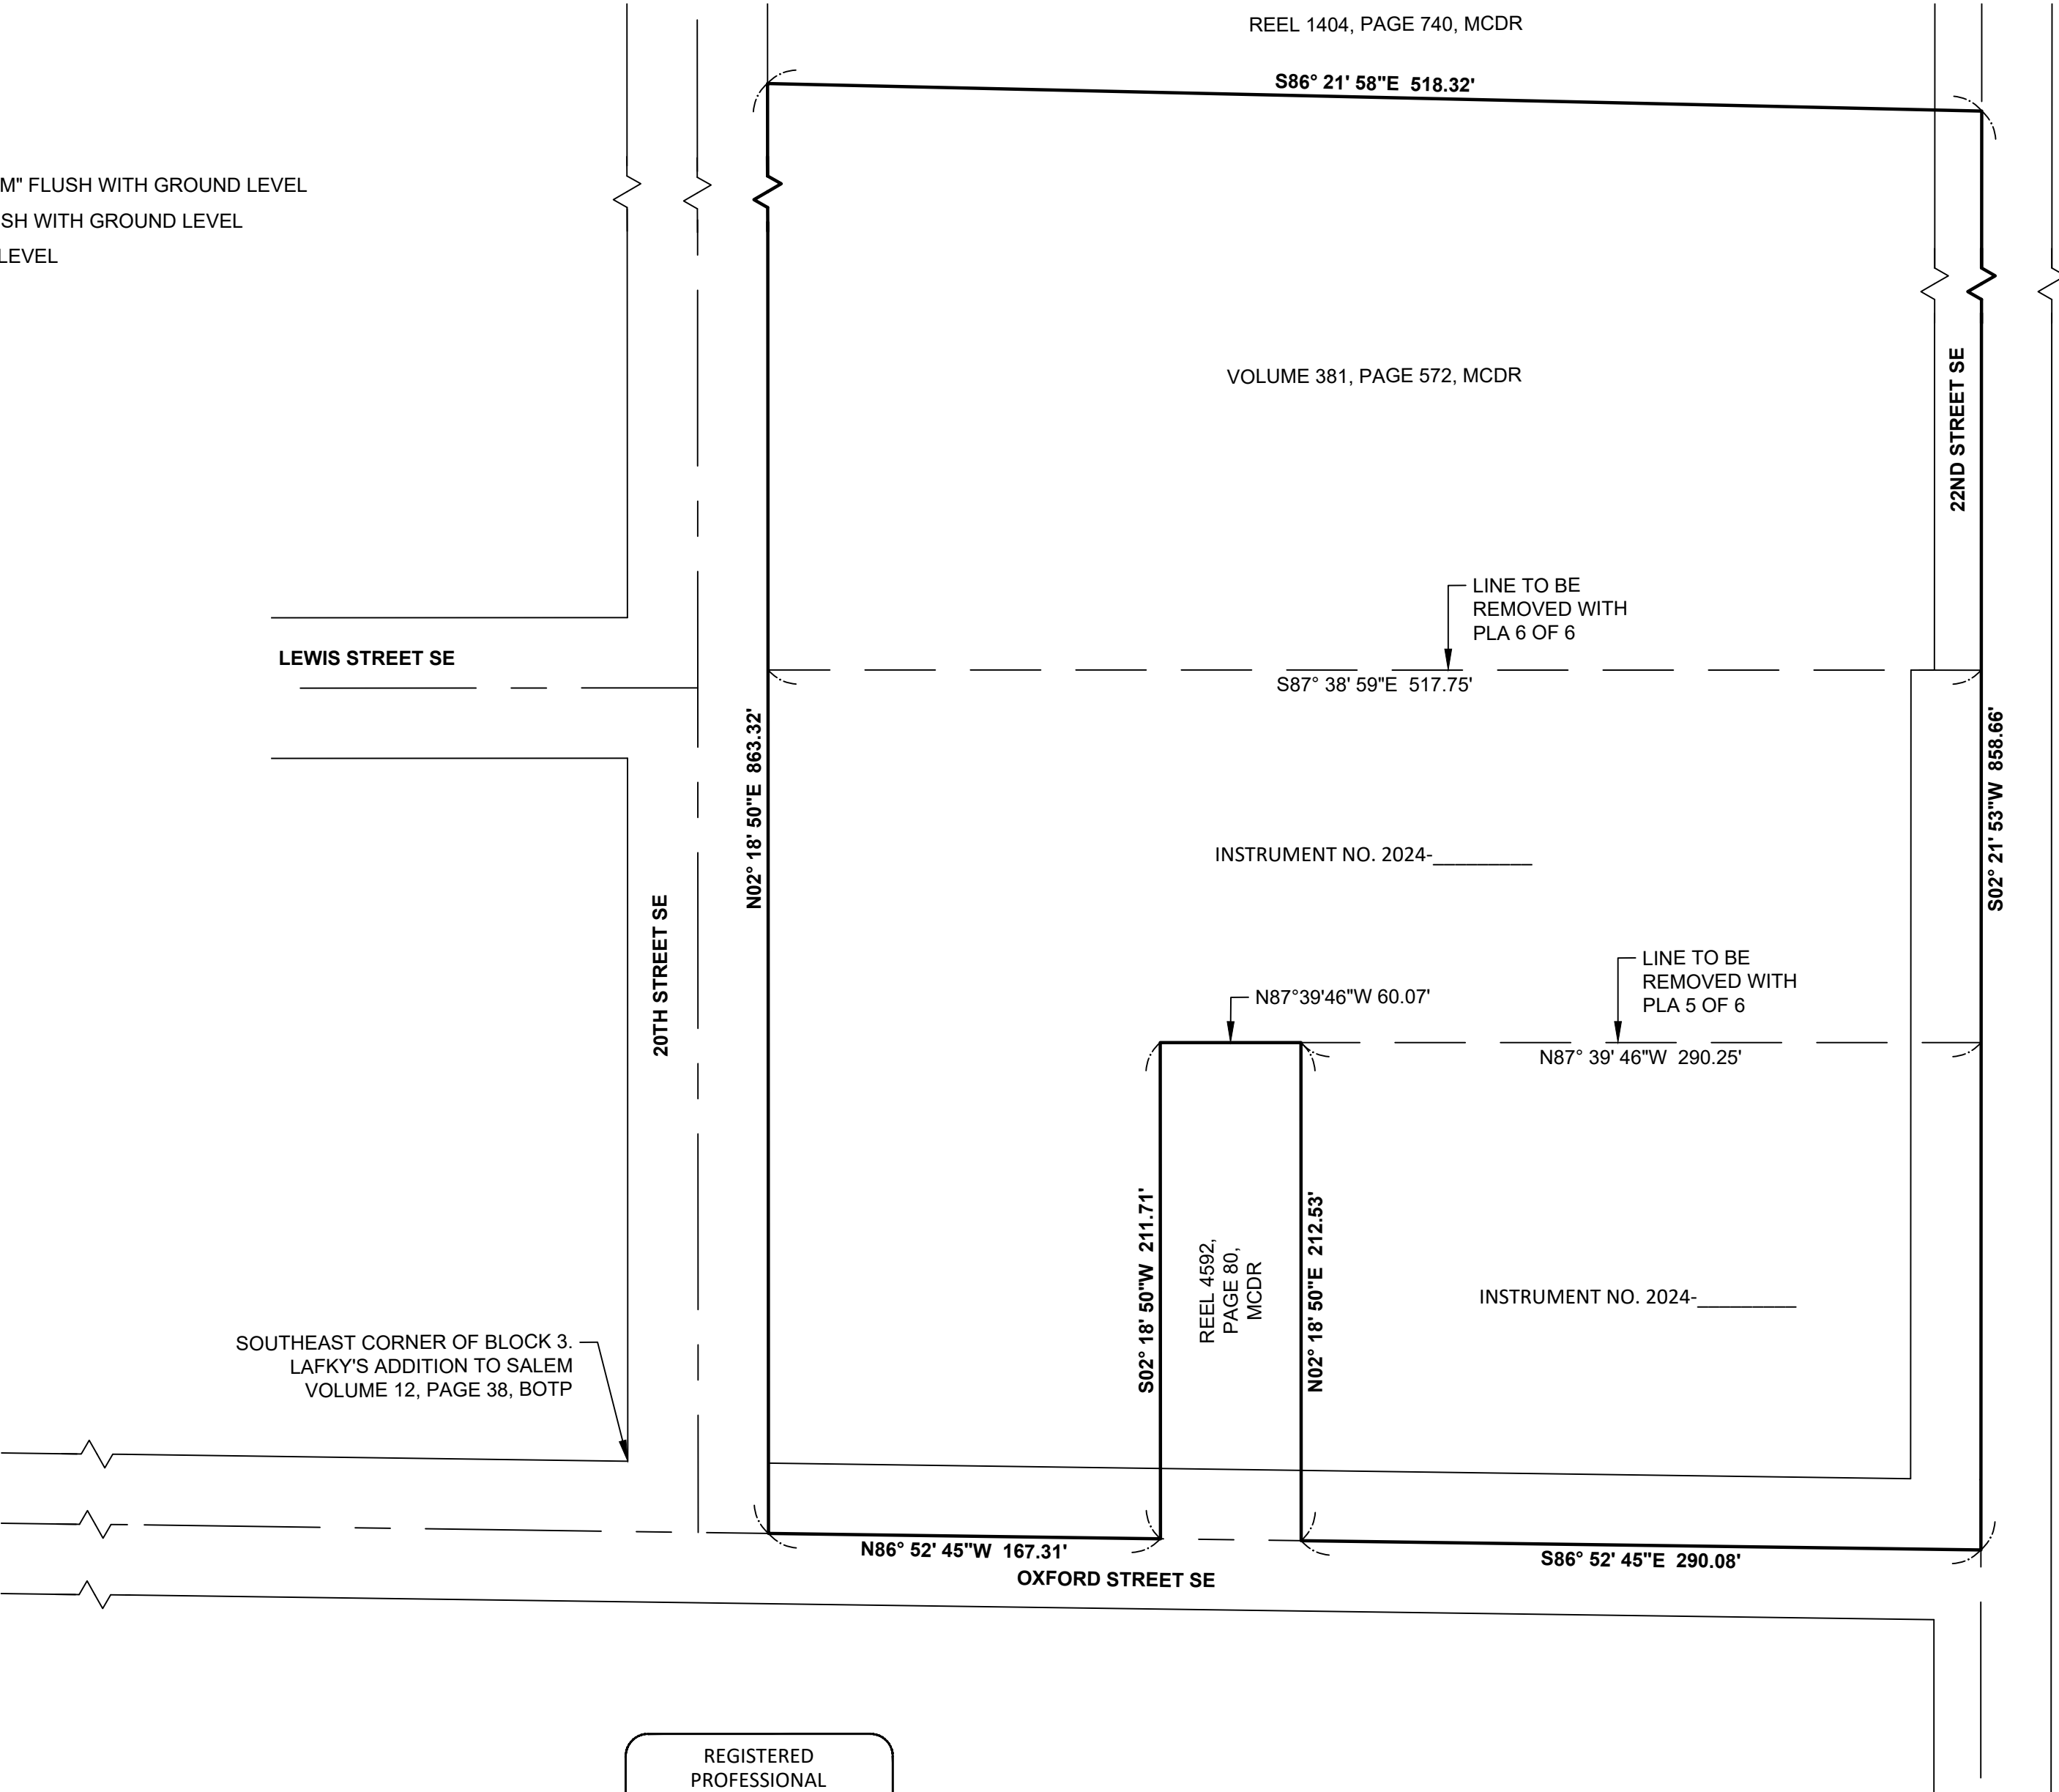 REEL 1404, PAGE 740, MCDR
S86° 21' 58"E 518.32'
M" FLUSH WITH GROUND LEVEL
SH WITH GROUND LEVEL
LEVEL
VOLUME 381, PAGE 572, MCDR
22ND STREET SE
LINE TO BE
REMOVED WITH
PLA 6 OF 6
LEWIS STREET SE
S87° 38' 59"E 517.75'
N02° 18' 50"E 863.32'
S02° 21' 53"W 858.66'
INSTRUMENT NO. 2024-_________
20TH STREET SE
LINE TO BE
REMOVED WITH
PLA 5 OF 6
N87°39'46"W 60.07'
N87° 39' 46"W 290.25'
S02° 18' 50"W 211.71'
REEL 4592,
PAGE 80,
MCDR
N02° 18' 50"E 212.53'
INSTRUMENT NO. 2024-_________
SOUTHEAST CORNER OF BLOCK 3.
LAFKY'S ADDITION TO SALEM
VOLUME 12, PAGE 38, BOTP
N86° 52' 45"W 167.31'
S86° 52' 45"E 290.08'
OXFORD STREET SE
REGISTERED
PROFESSIONAL